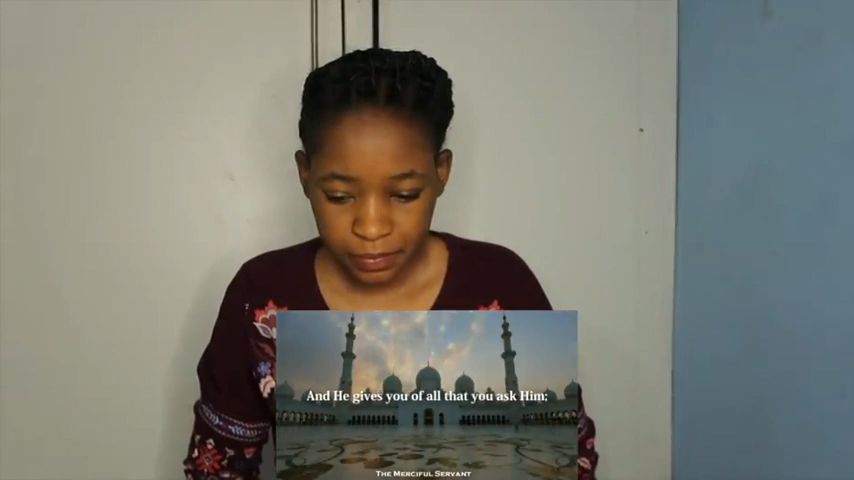 And He gives you of all that you ask Him;
THE MERCIFUL SERVANT